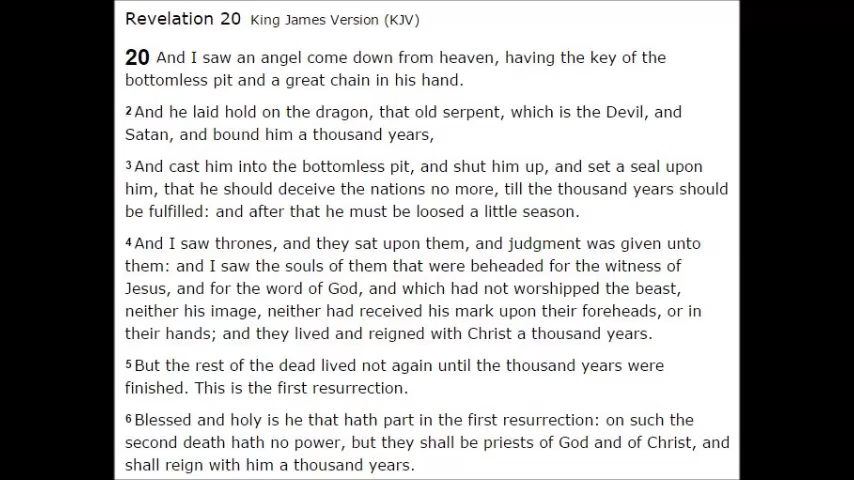 Revelation 20 King James Version (KJV)
20 And I saw an angel come down from heaven, having the key of the
bottomless pit and a great chain in his hand.
2 And he laid hold on the dragon, that old serpent, which is the Devil, and
Satan, and bound him a thousand years,
3 And cast him into the bottomless pit, and shut him up, and set a seal upon
him, that he should deceive the nations no more, till the thousand years should
be fulfilled: and after that he must be loosed a little season.
4 And I saw thrones, and they sat upon them, and judgment was given unto
them: and I saw the souls of them that were beheaded for the witness of
Jesus, and for the word of God, and which had not worshipped the beast,
neither his image, neither had received his mark upon their foreheads, or in
their hands; and they lived and reigned with Christ a thousand years.
5 But the rest of the dead lived not again until the thousand years were
finished. This is the first resurrection.
6 Blessed and holy is he that hath part in the first resurrection: on such the
second death hath no power, but they shall be priests of God and of Christ, and
shall reign with him a thousand years.